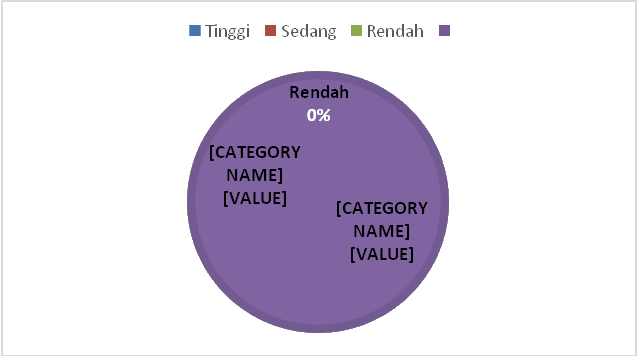 Tinggi Sedang Rendah
Rendah
0%
[CATEGORY
NAME]
[VALUE]
[CATEGORY
NAME]
[VALUE]